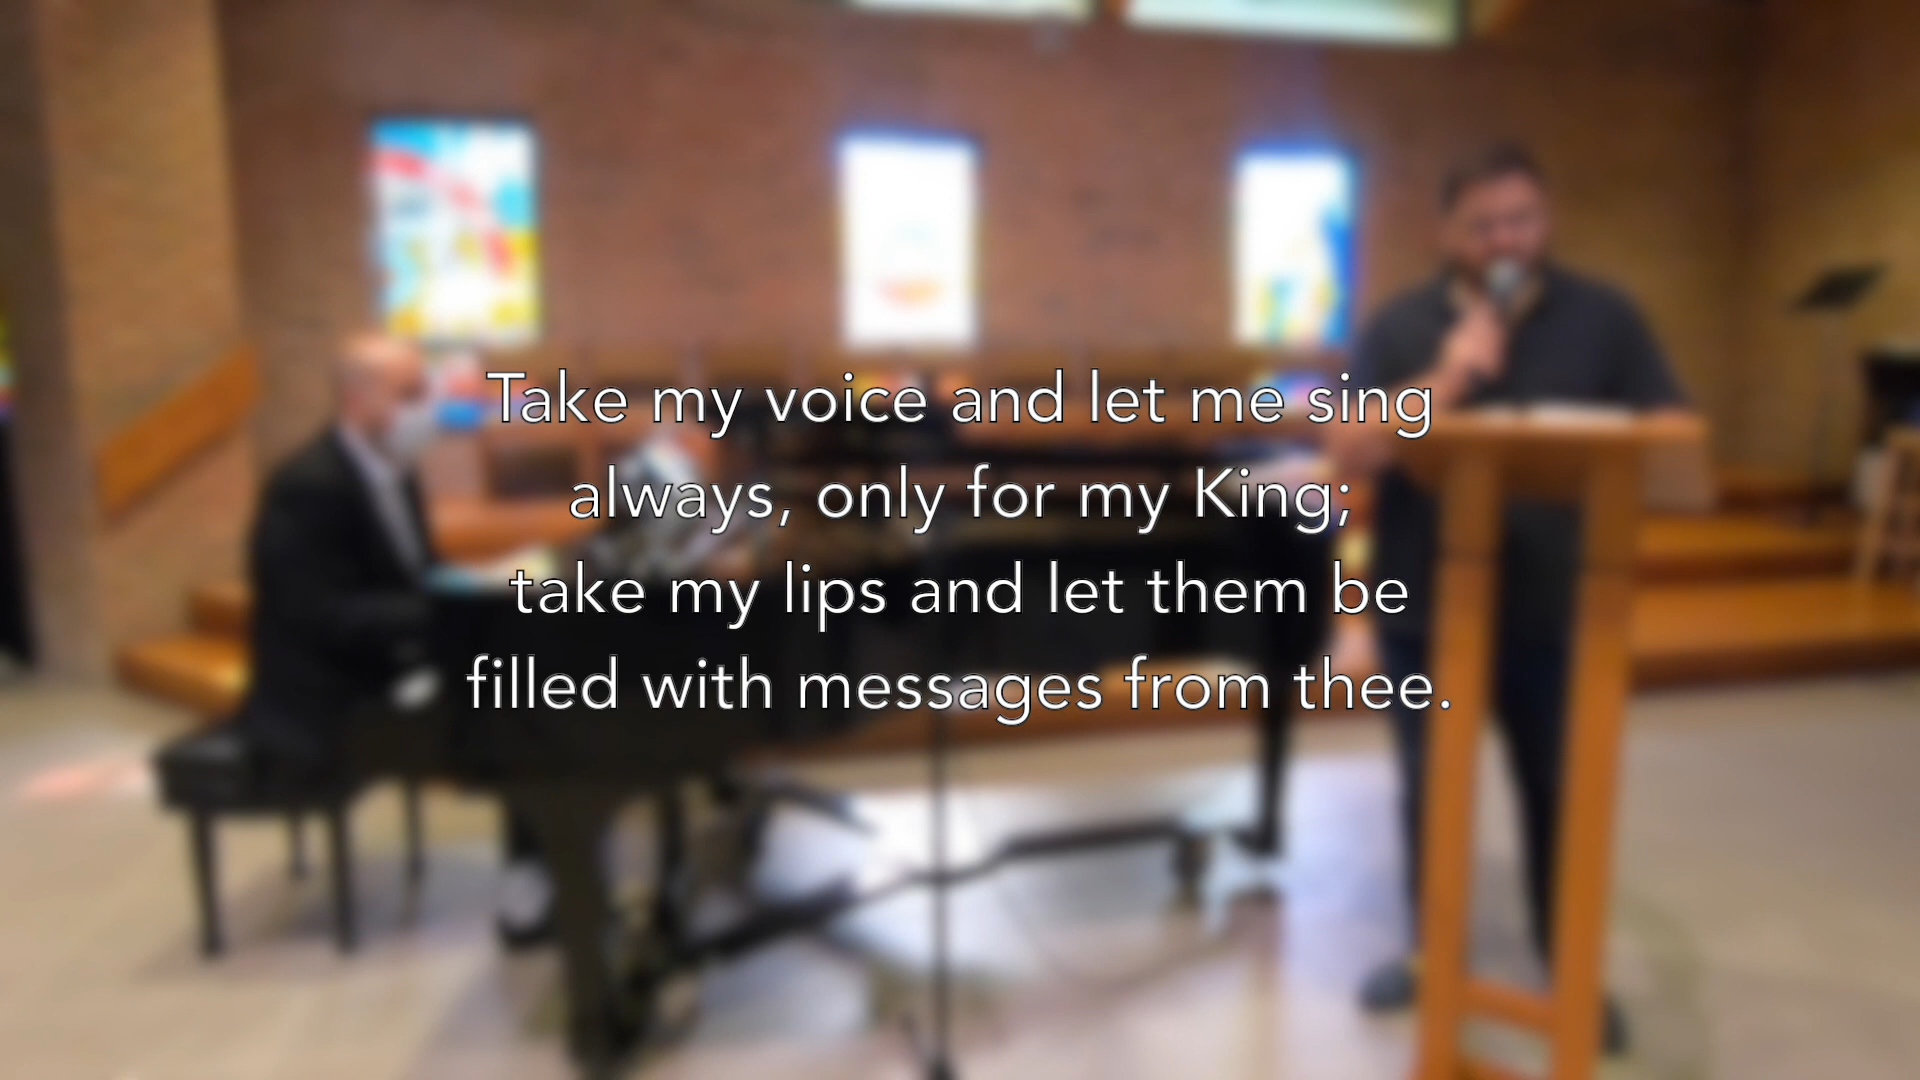 Take my voice and let me sing
always, only for my King;
take my lips and let them be
filled with messages from thee.